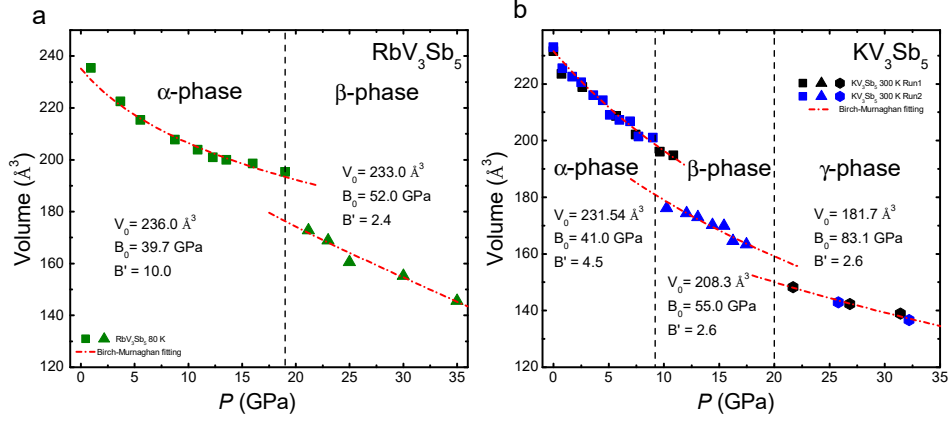 a
RbV₃Sb₅
α-phase
β-phase
V₀= 233.0 Å³
B₀= 52.0 GPa
B'= 2.4
V₀= 236.0 Å³
B₀= 39.7 GPa
B'= 10.0
RbV₃Sb₅ 80 K
Birch-Murnaghan fitting
Volume (Å³)
240
220
200
180
160
140
120
0 5 10 15 20 25 30 35
P (GPa)
b
KV₃Sb₅
KV₃Sb₅ 300 K Run1
KV₃Sb₅ 300 K Run2
Birch-Murnaghan fitting
α-phase
β-phase
γ-phase
V₀= 231.54 Å³
B₀= 41.0 GPa
B'= 4.5
V₀= 181.7 Å³
B₀= 83.1 GPa
B'= 2.6
V₀= 208.3 Å³
B₀= 55.0 GPa
B'= 2.6
Volume (Å³)
220
200
180
160
140
120
0 5 10 15 20 25 30 35
P (GPa)